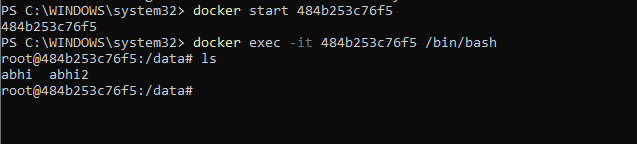 PS C:\WINDOWS\system32> docker start 484b253c76f5
484b253c76f5
PS C:\WINDOWS\system32> docker exec -it 484b253c76f5 /bin/bash
root@484b253c76f5:/data# ls
abhi  abhi2
root@484b253c76f5:/data#